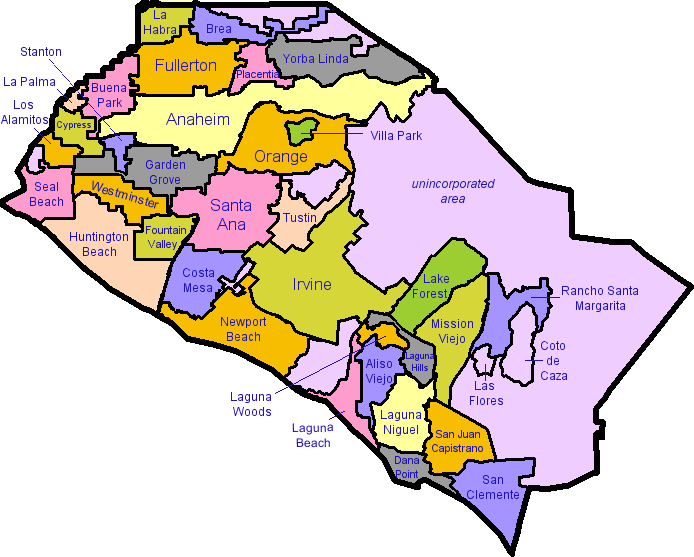 La
Habra
Brea
Stanton
Yorba Linda
Fullerton
Placentia
La Palma
Buena
Park
Los
Alamitos
Anaheim
Cypress
Villa Park
Orange
Garden
Grove
unincorporated
area
Seal
Beach
Westminster
Santa
Ana
Tustin
Huntington
Beach
Fountain
Valley
Costa
Mesa
Irvine
Lake
Forest
Rancho Santa
Margarita
Newport
Beach
Mission
Viejo
Coto
de
Caza
Laguna
Hills
Aliso
Viejo
Las
Flores
Laguna
Woods
Laguna
Beach
Laguna
Niguel
San Juan
Capistrano
Dana
Point
San
Clemente